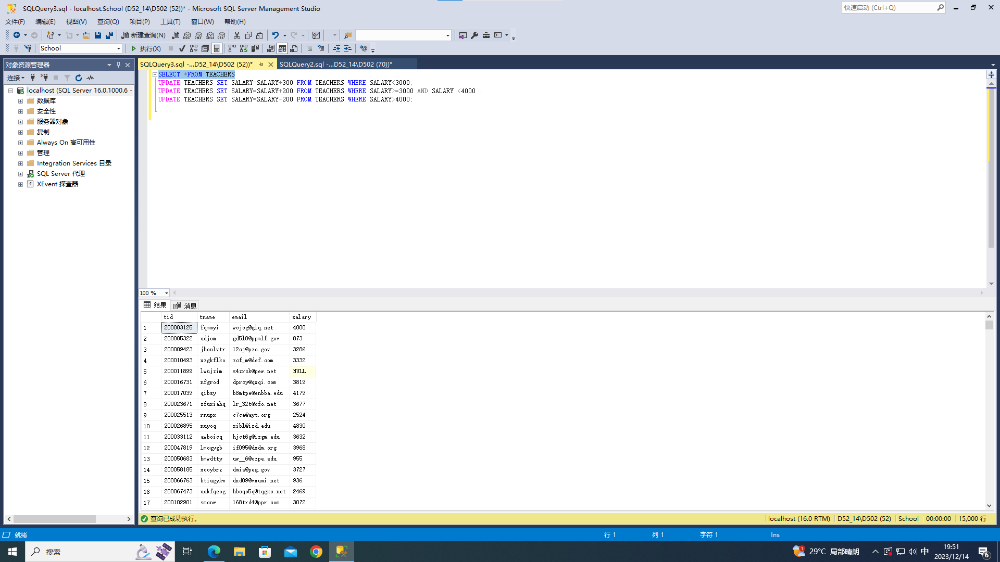 SQLQuery3.sql - localhost.School (D52_14\D502 (52))* - Microsoft SQL Server Management Studio
快速启动 (Ctrl+Q)
文件(F) 编辑(E) 视图(V) 查询(Q) 项目(P) 工具(T) 窗口(W) 帮助(H)
新建查询(N) MDX DMX XMLA DAX
School 执行(X)
对象资源管理器
连接
localhost (SQL Server 16.0.1000.6 -
数据库
安全性
服务器对象
复制
Always On 高可用性
管理
Integration Services 目录
SQL Server 代理
XEvent 探查器
SQLQuery3.sql -...D52_14\D502 (52))* SQLQuery2.sql -...D52_14\D502 (70))*
SELECT *FROM TEACHERS
UPDATE TEACHERS SET SALARY=SALARY+300 FROM TEACHERS WHERE SALARY<3000;
UPDATE TEACHERS SET SALARY=SALARY+200 FROM TEACHERS WHERE SALARY>=3000 AND SALARY <4000 ;
UPDATE TEACHERS SET SALARY=SALARY-200 FROM TEACHERS WHERE SALARY>4000;
100 %
结果 消息
tid tname email salary
1 200003125 fqmmyi wcjcg@glq.net 4000
2 200005322 udjom gd5l8@ppmlf.gov 873
3 200009423 jhoulvtr 12cj@pzc.gov 3286
4 200010493 xzgkflko zcf_m@def.com 3332
5 200011899 lwujzim s4zrck@pew.net NULL
6 200016731 nfgrod dprcy@qxqi.com 3819
7 200017039 qibsy b8mtpe@enbba.edu 4179
8 200023671 zfuxiahq lr_32t@cfo.net 3677
9 200025513 rnupx c7ce@ayt.org 2524
10 200026895 nuyoq xibl@izd.edu 4830
11 200033112 awboicq hjct6g@izgm.edu 3632
12 200047819 lmogygb if095@dxdm.org 3968
13 200050683 bmwdtty uw__6@ozpe.edu 955
14 200058185 xcoybrz dmis@peg.gov 3727
15 200066763 btiagykw dxd09@vxumi.net 936
16 200067473 uakfqeog hbcqo5q@tqgxc.net 2469
17 200102901 smcnw 168trd4@ppr.com 3072
查询已成功执行。 localhost (16.0 RTM) D52_14\D502 (52) School 00:00:00 15,000 行
就绪 行 1 列 1 字符 1 Ins
搜索 1 29°C 局部晴朗 中 19:51
2023/12/14 6